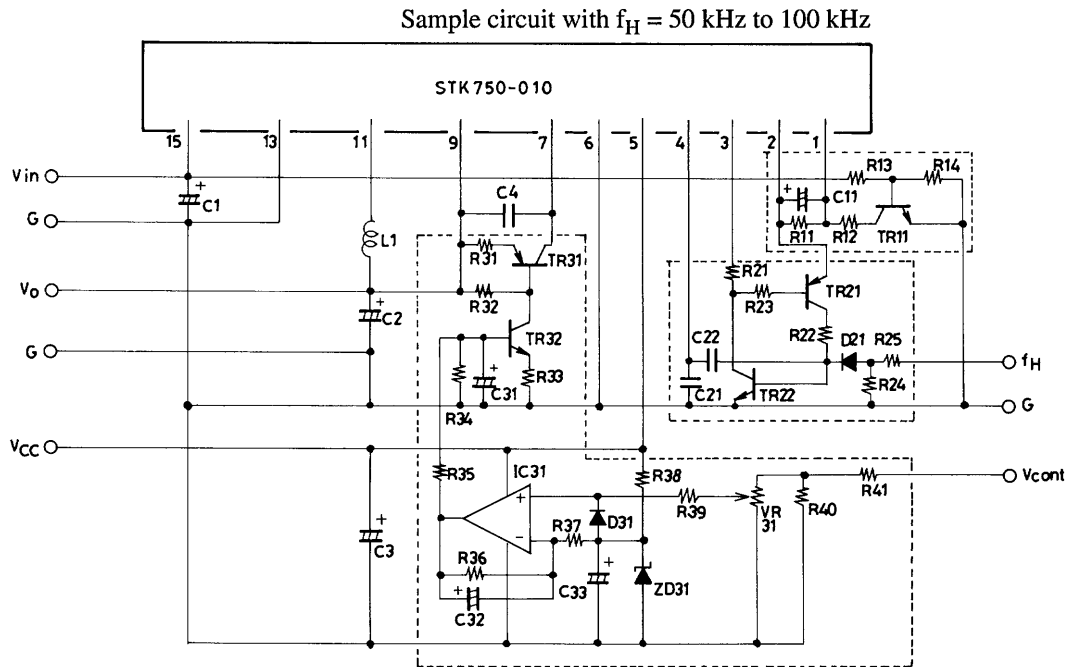 Sample circuit with fH = 50 kHz to 100 kHz
STK750-010
15 13 11 9 7 6 5 4 3 2 1
Vin
R13 R14
C1
C4
C11
G
R11 R12 TR11
L1
R31 TR31
R21 TR21
Vo
R32
R23
C2
TR32
C22 R22 D21 R25
G
fH
R33
R24
R34 C31
C21 TR22
G
VCC
R35 IC31
R38
R41 Vcont
+
R39 VR 31 R40
D31
C3
− R37
R36
C33 ZD31
C32